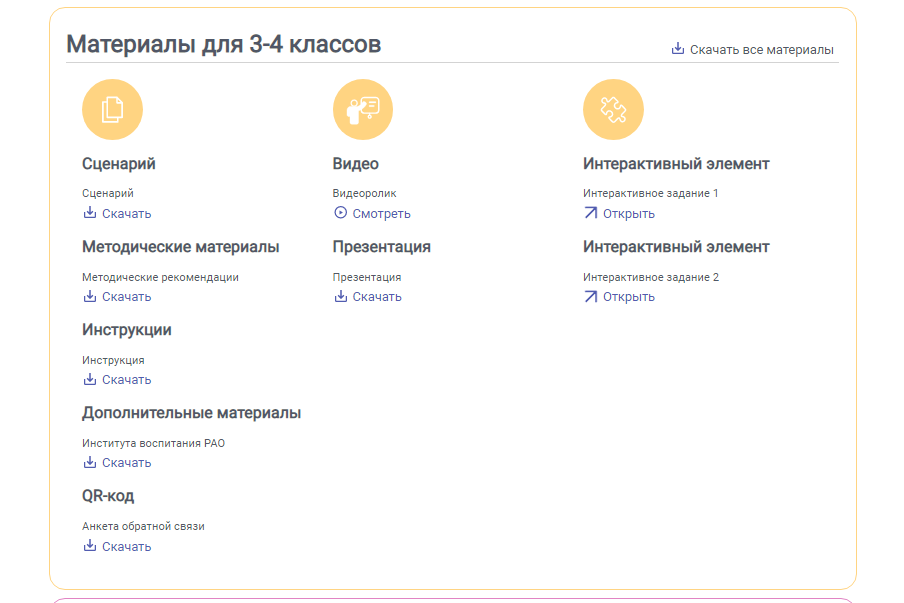 Материалы для 3-4 классов
Скачать все материалы
Сценарий
Сценарий
Скачать
Методические материалы
Методические рекомендации
Скачать
Инструкции
Инструкция
Скачать
Дополнительные материалы
Института воспитания РАО
Скачать
QR-код
Анкета обратной связи
Скачать
Видео
Видеоролик
Смотреть
Презентация
Презентация
Скачать
Интерактивный элемент
Интерактивное задание 1
Открыть
Интерактивный элемент
Интерактивное задание 2
Открыть